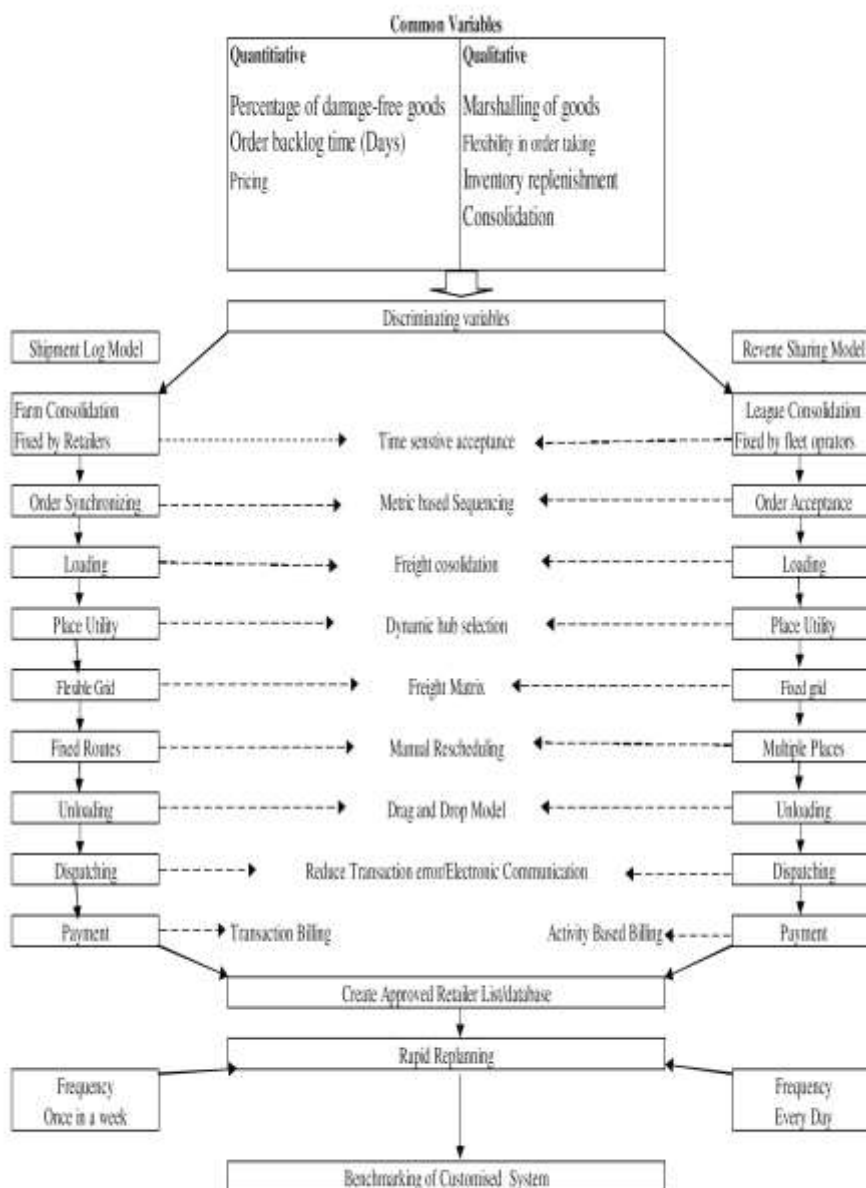 Common Variables
Quantitiative
Qualitative
Percentage of damage-free goods
Marshalling of goods
Order backlog time (Days)
Flexibility in order taking
Pricing
Inventory replenishment
Consolidation
Discriminating variables
Shipment Log Model
Revene Sharing Model
Farm Consolidation
Fixed by Retailers
Time senstive acceptance
League Consolidation
Fixed by fleet oprators
Order Synchronizing
Metric based Sequencing
Order Acceptance
Loading
Freight cosolidation
Loading
Place Utility
Dynamic hub selection
Place Utility
Flexible Grid
Freight Matrix
Fixed grid
Fixed Routes
Manual Rescheduling
Multiple Places
Unloading
Drag and Drop Model
Unloading
Dispatching
Reduce Transaction error/Electronic Communication
Dispatching
Payment
Transaction Billing
Activity Based Billing
Payment
Create Approved Retailer List/database
Rapid Replanning
Frequency
Once in a week
Frequency
Every Day
Benchmarking of Customised System